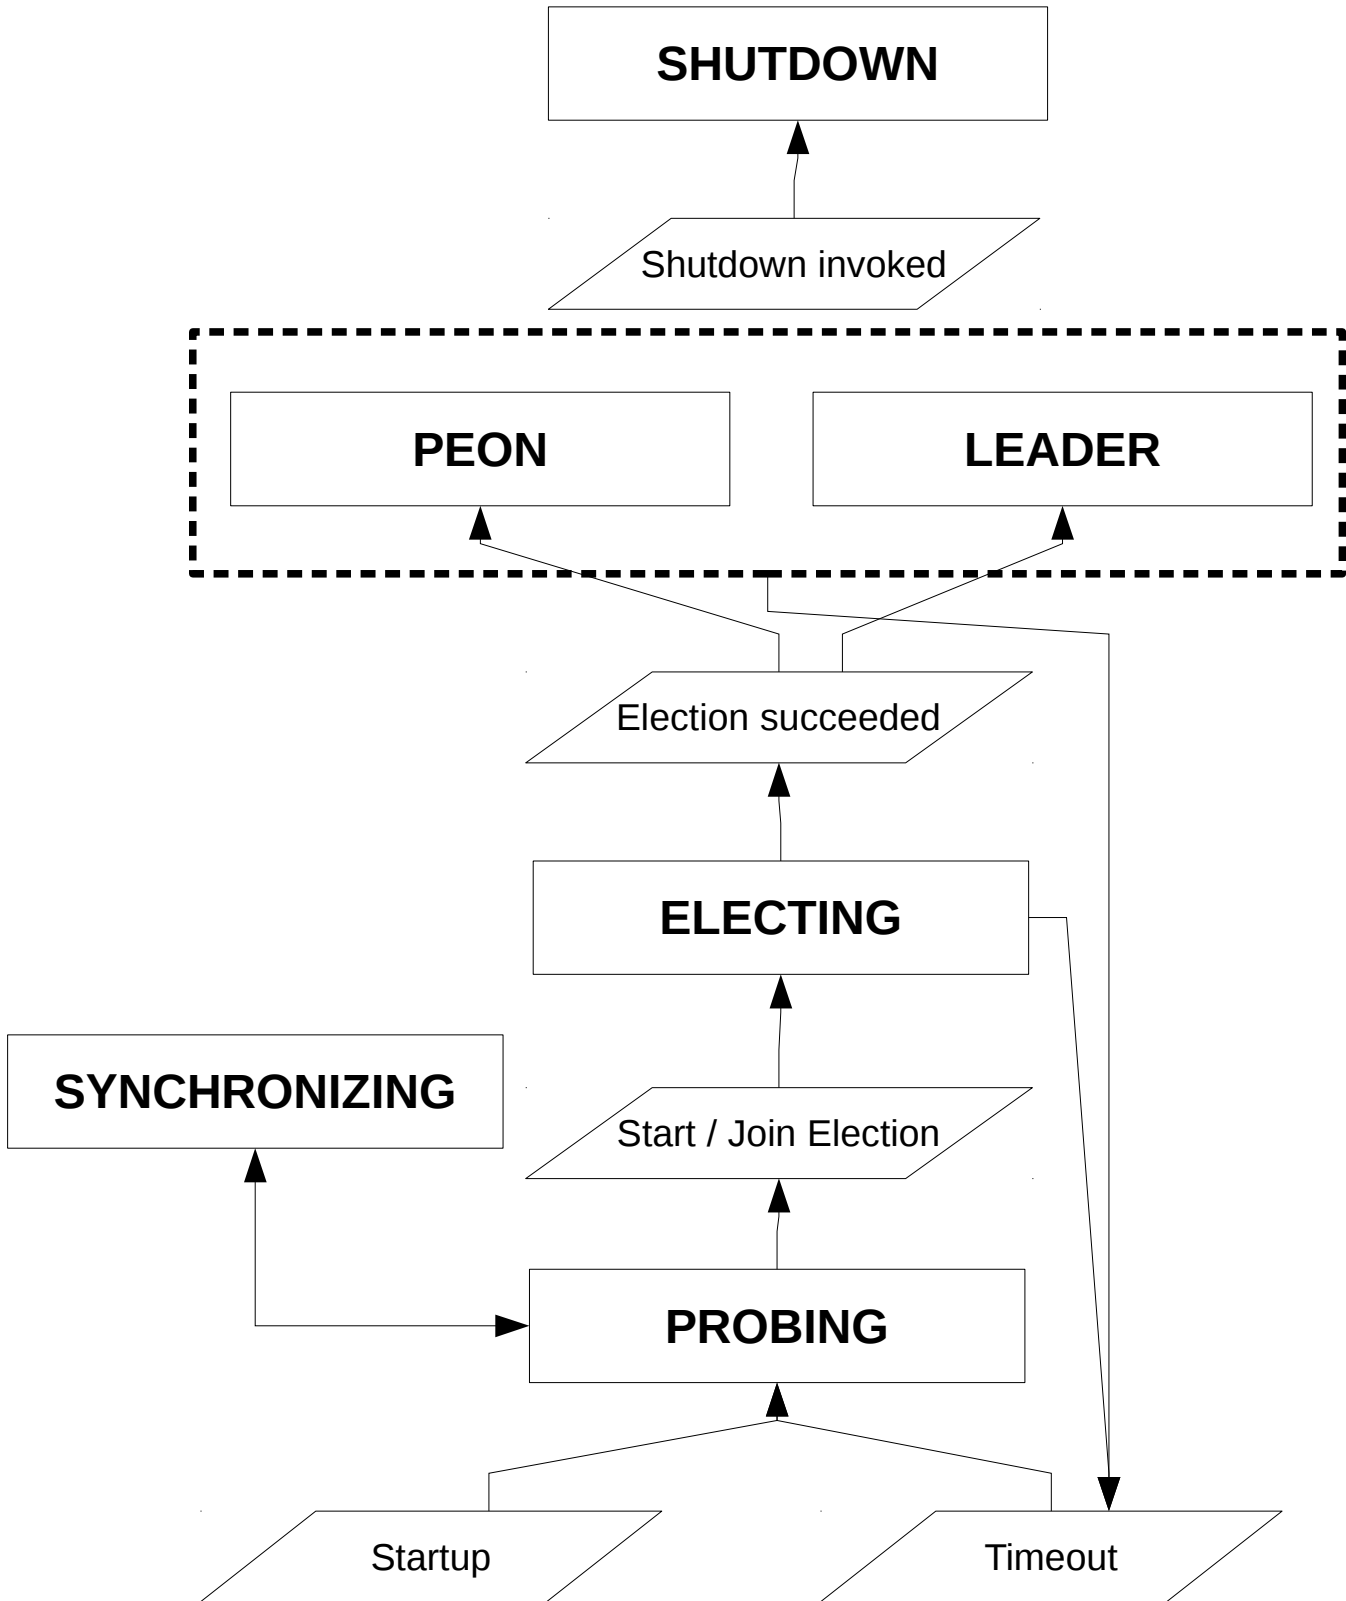 SHUTDOWN
Shutdown invoked
PEON
LEADER
Election succeeded
ELECTING
SYNCHRONIZING
Start / Join Election
PROBING
Startup
Timeout